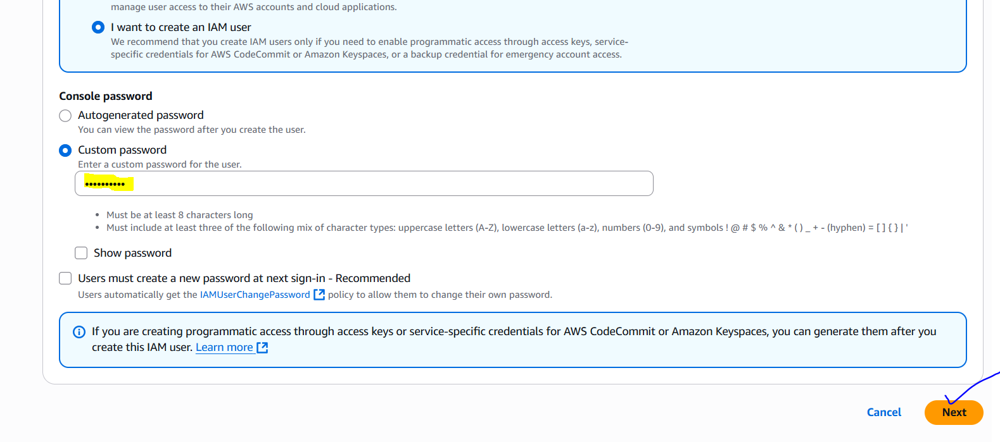 manage user access to their AWS accounts and cloud applications.
I want to create an IAM user
We recommend that you create IAM users only if you need to enable programmatic access through access keys, service-
specific credentials for AWS CodeCommit or Amazon Keyspaces, or a backup credential for emergency account access.
Console password
Autogenerated password
You can view the password after you create the user.
Custom password
Enter a custom password for the user.
••••••••••
• Must be at least 8 characters long
• Must include at least three of the following mix of character types: uppercase letters (A-Z), lowercase letters (a-z), numbers (0-9), and symbols ! @ # $ % ^ & * ( ) _ + - (hyphen) = [ ] { } | '
Show password
Users must create a new password at next sign-in - Recommended
Users automatically get the IAMUserChangePassword policy to allow them to change their own password.
If you are creating programmatic access through access keys or service-specific credentials for AWS CodeCommit or Amazon Keyspaces, you can generate them after you
create this IAM user. Learn more
Cancel
Next